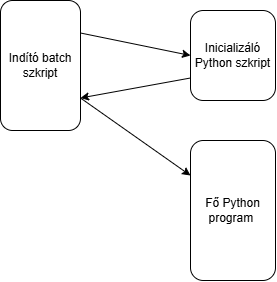 Indító batch
szkript
Inicializáló
Python szkript
Fő Python
program